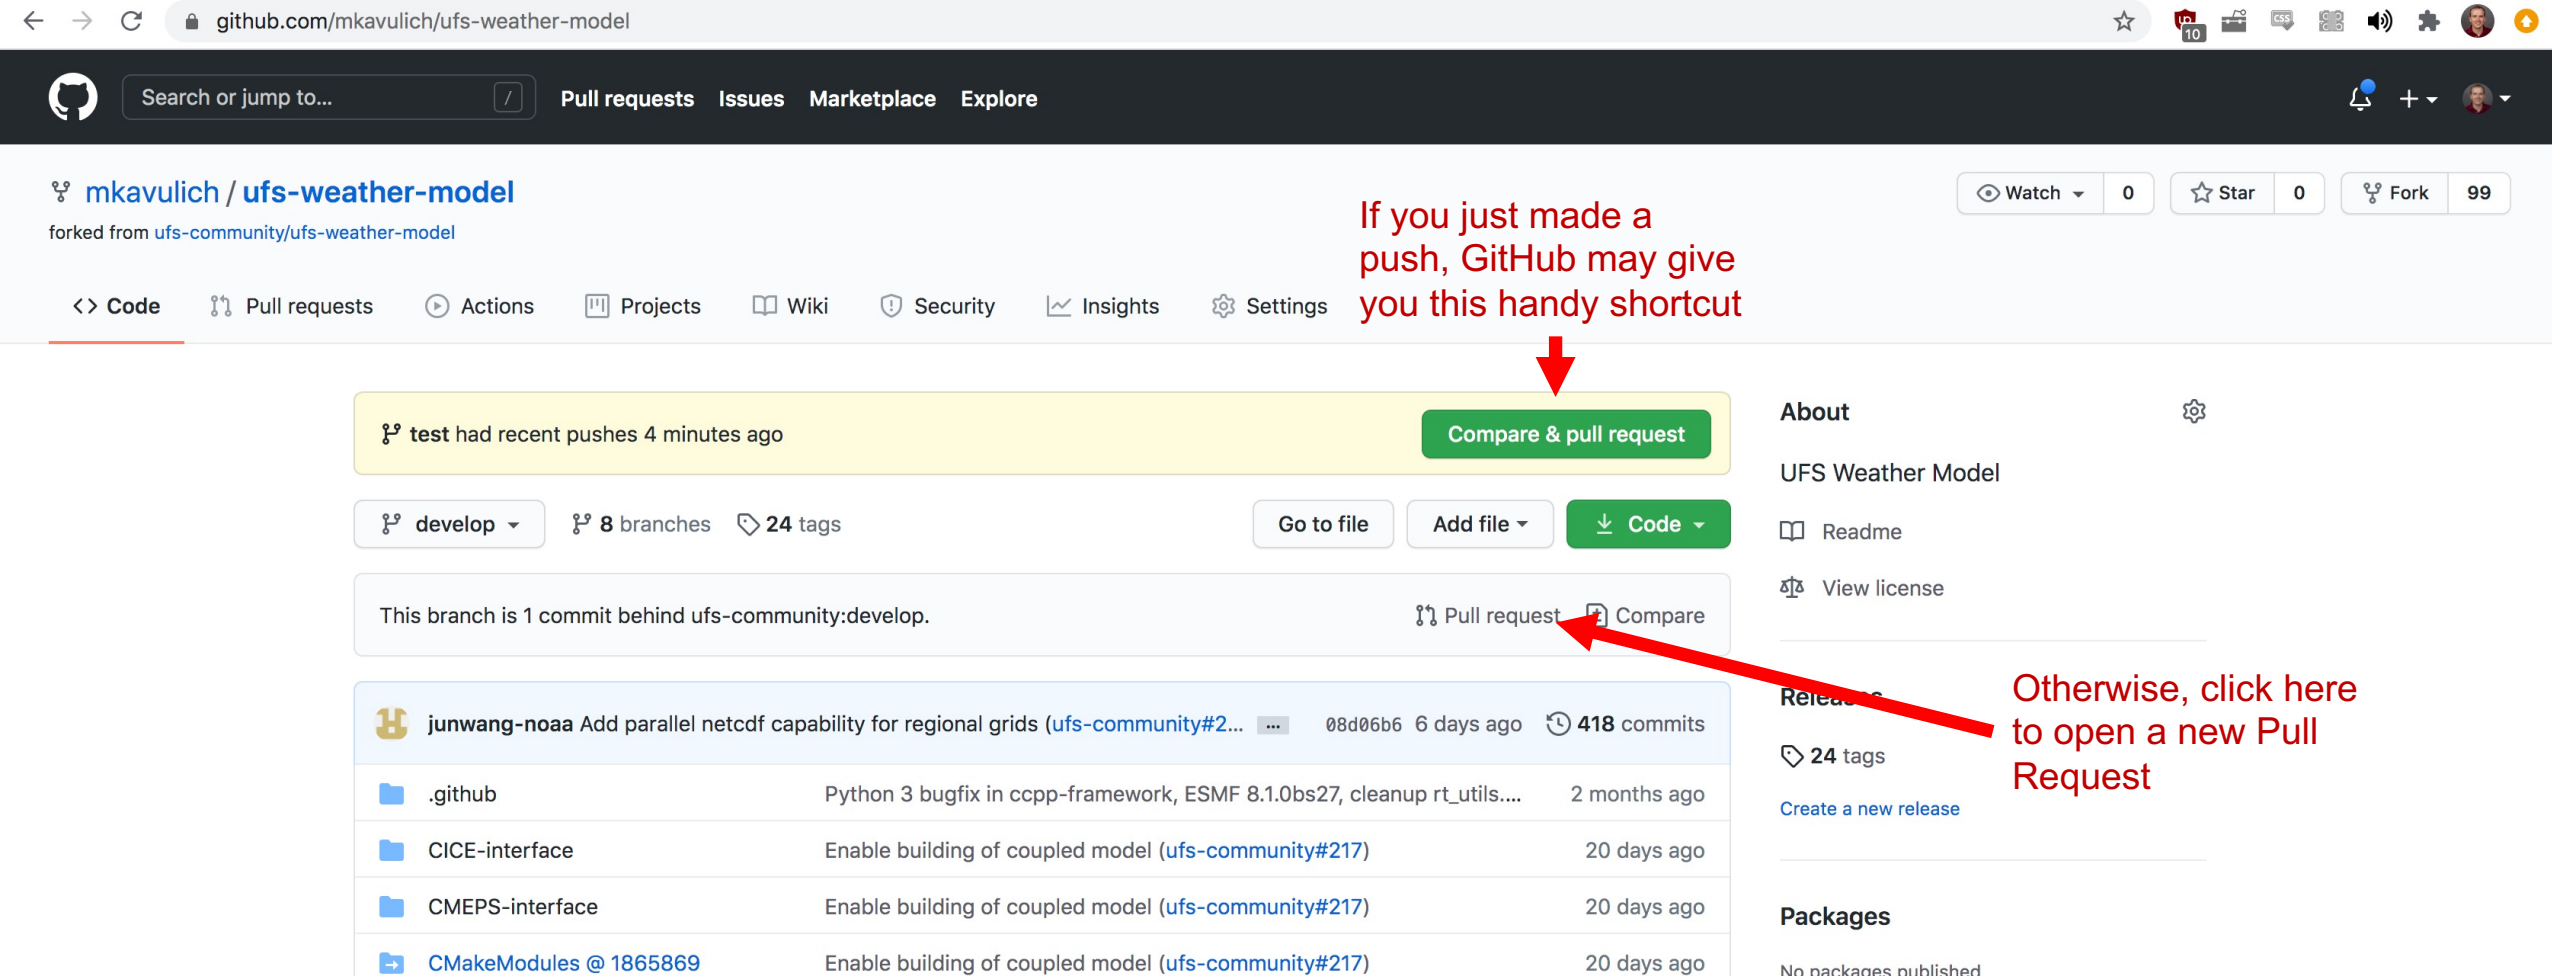 github.com/mkavulich/ufs-weather-model
10
Search or jump to... / Pull requests Issues Marketplace Explore
mkavulich / ufs-weather-model
Watch 0 Star 0 Fork 99
forked from ufs-community/ufs-weather-model
If you just made a
push, GitHub may give
you this handy shortcut
<> Code Pull requests Actions Projects Wiki Security Insights Settings
test had recent pushes 4 minutes ago Compare & pull request
develop 8 branches 24 tags Go to file Add file Code
This branch is 1 commit behind ufs-community:develop. Pull request Compare
junwang-noaa Add parallel netcdf capability for regional grids (ufs-community#2... ... 08d06b6 6 days ago 418 commits
.github Python 3 bugfix in ccpp-framework, ESMF 8.1.0bs27, cleanup rt_utils.... 2 months ago
CICE-interface Enable building of coupled model (ufs-community#217) 20 days ago
CMEPS-interface Enable building of coupled model (ufs-community#217) 20 days ago
CMakeModules @ 1865869 Enable building of coupled model (ufs-community#217) 20 days ago
About
UFS Weather Model
Readme
View license
Releases
24 tags
Create a new release
Otherwise, click here
to open a new Pull
Request
Packages
No packages published